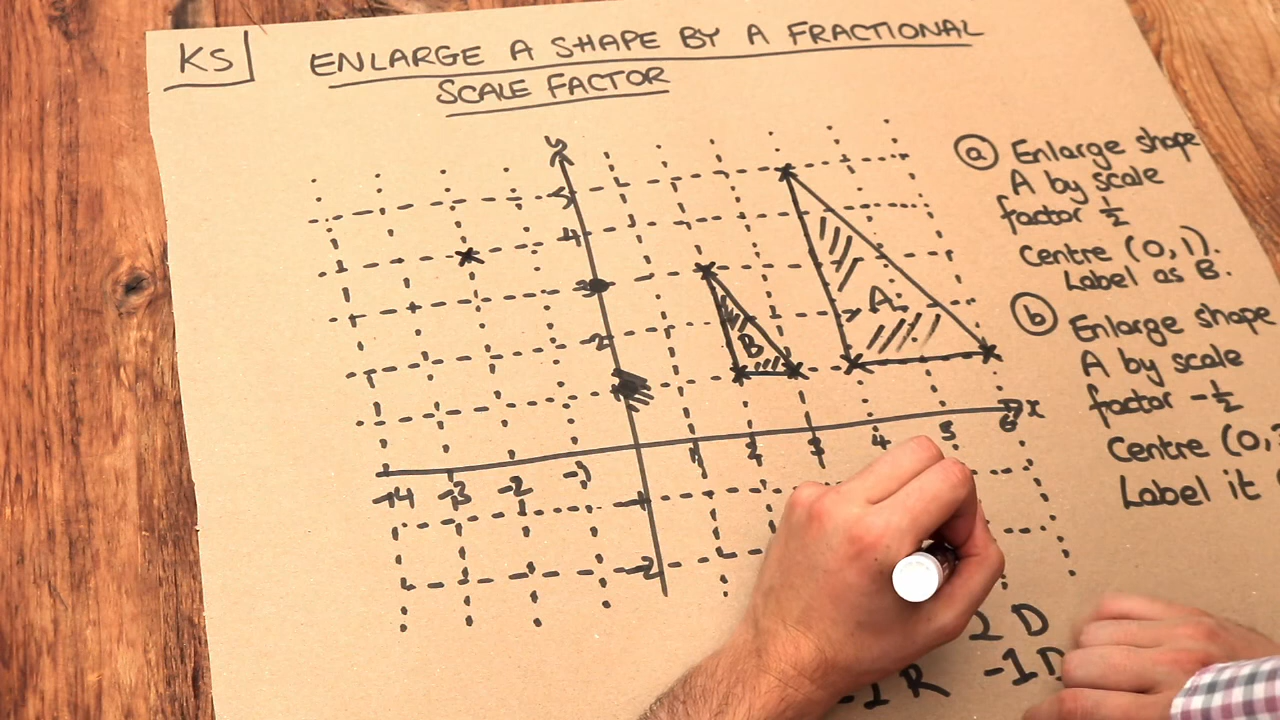 KS
ENLARGE A SHAPE BY A FRACTIONAL
SCALE FACTOR
y
5
4
3
2
x
-4 -3 -2 -1 1 2 3 4 5 6
-1
-2
A
B
a Enlarge shape
A by scale
factor 1/2
Centre (0,1).
Label as B.
b Enlarge shape
A by scale
factor -1/2
Centre (0,
Label it
2 D
-1 R -1 D